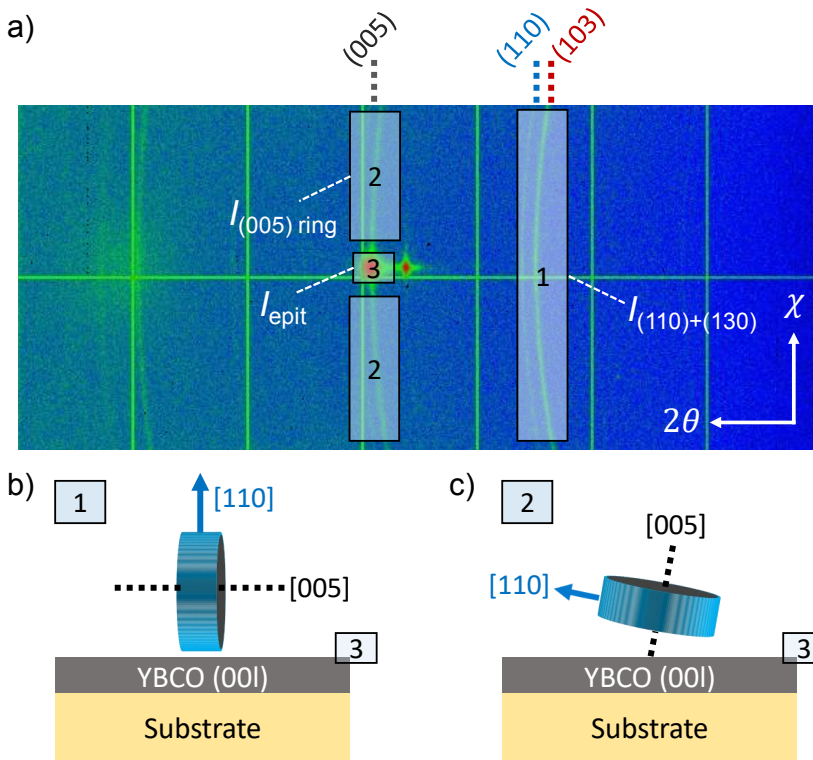 a)
(005)
(110)
(103)
2
I(005) ring
3
1
Iepit
I(110)+(130)
χ
2
2θ
b)
1
[110]
[005]
3
YBCO (00l)
Substrate
c)
2
[005]
[110]
3
YBCO (00l)
Substrate